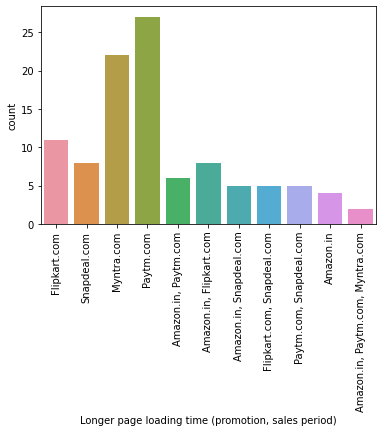 25
20
15
10
5
0
count
Flipkart.com
Snapdeal.com
Myntra.com
Paytm.com
Amazon.in, Paytm.com
Amazon.in, Flipkart.com
Amazon.in, Snapdeal.com
Flipkart.com, Snapdeal.com
Paytm.com, Snapdeal.com
Amazon.in
Amazon.in, Paytm.com, Myntra.com
Longer page loading time (promotion, sales period)